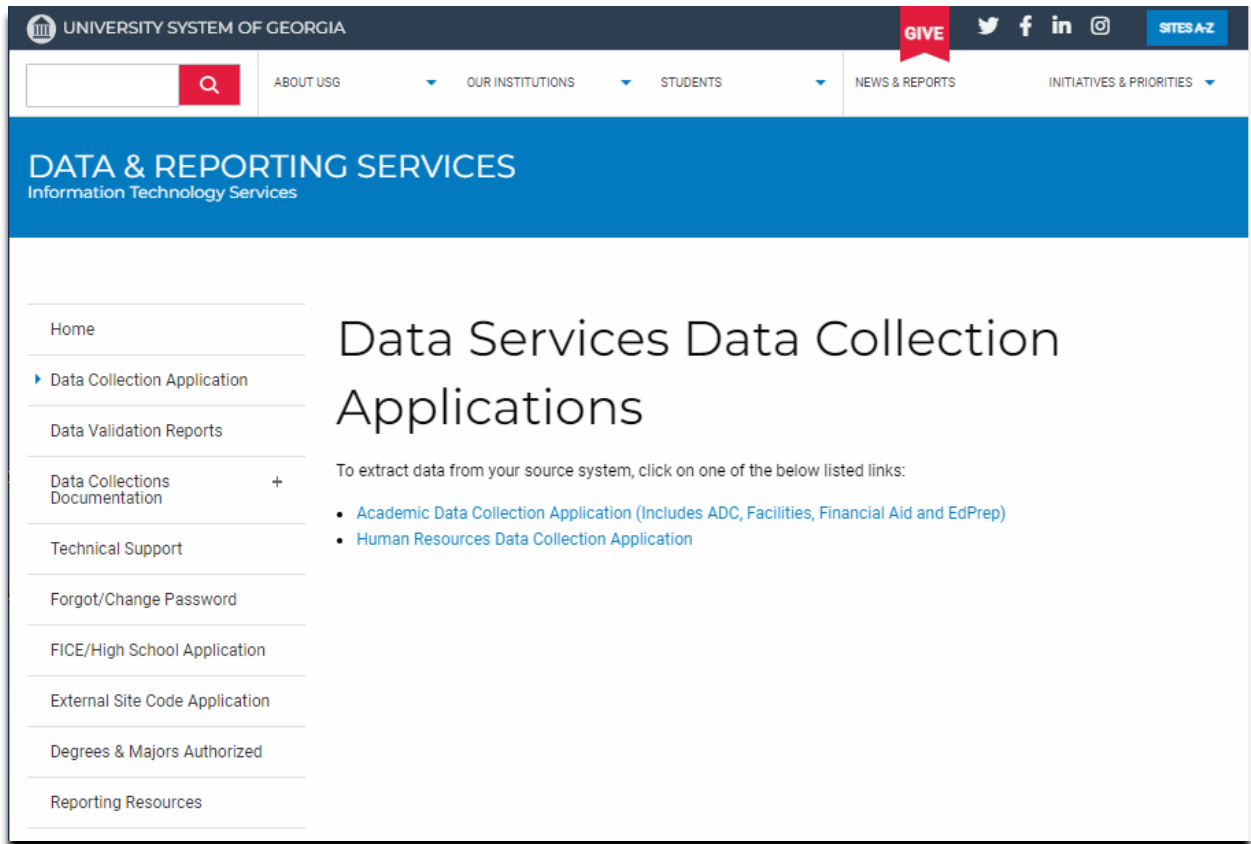 UNIVERSITY SYSTEM OF GEORGIA
GIVE
SITES A-Z
ABOUT USG
OUR INSTITUTIONS
STUDENTS
NEWS & REPORTS
INITIATIVES & PRIORITIES
DATA & REPORTING SERVICES
Information Technology Services
Home
Data Collection Application
Data Validation Reports
Data Collections
Documentation
+
Technical Support
Forgot/Change Password
FICE/High School Application
External Site Code Application
Degrees & Majors Authorized
Reporting Resources
Data Services Data Collection
Applications
To extract data from your source system, click on one of the below listed links:
• Academic Data Collection Application (Includes ADC, Facilities, Financial Aid and EdPrep)
• Human Resources Data Collection Application